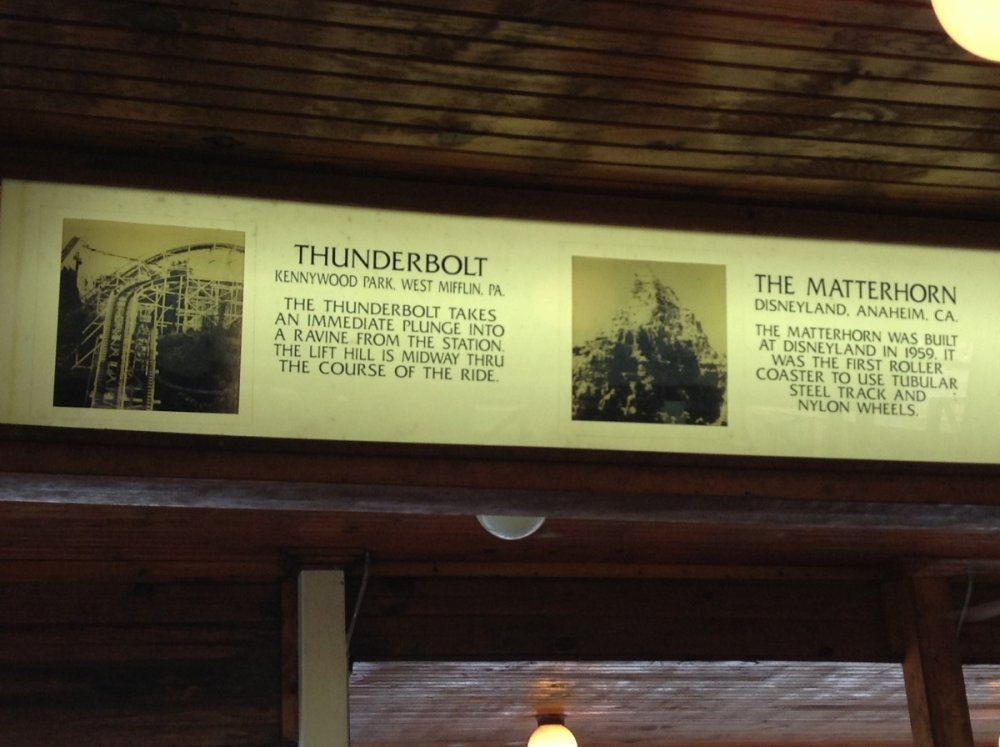 THUNDERBOLT
KENNYWOOD PARK, WEST MIFFLIN, PA.
THE THUNDERBOLT TAKES
AN IMMEDIATE PLUNGE INTO
A RAVINE FROM THE STATION.
THE LIFT HILL IS MIDWAY THRU
THE COURSE OF THE RIDE.
THE MATTERHORN
DISNEYLAND, ANAHEIM, CA.
THE MATTERHORN WAS BUILT
AT DISNEYLAND IN 1959. IT
WAS THE FIRST ROLLER
COASTER TO USE TUBULAR
STEEL TRACK AND
NYLON WHEELS.